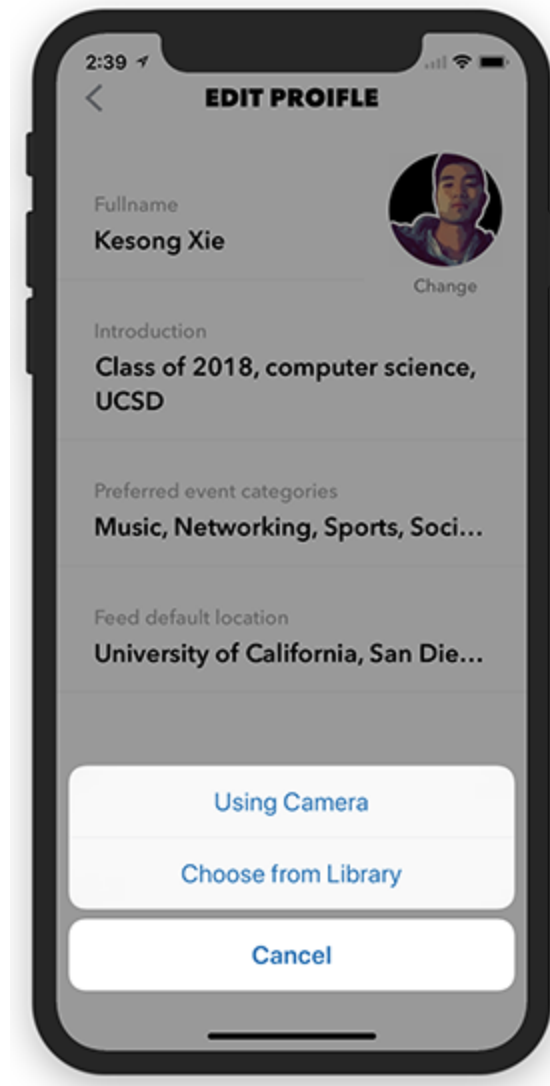 2:39
EDIT PROIFLE
Fullname
Kesong Xie
Change
Introduction
Class of 2018, computer science,
UCSD
Preferred event categories
Music, Networking, Sports, Soci...
Feed default location
University of California, San Die...
Using Camera
Choose from Library
Cancel